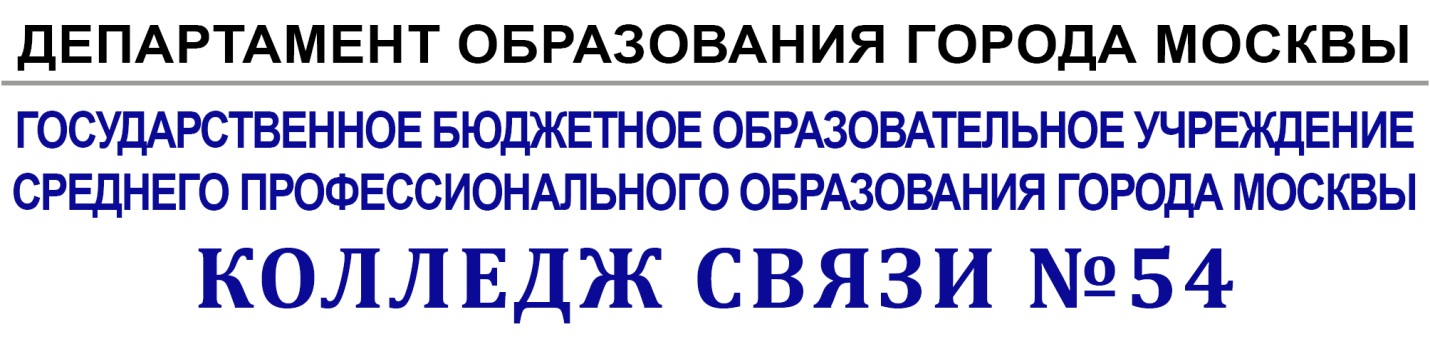 ДЕПАРТАМЕНТ ОБРАЗОВАНИЯ ГОРОДА МОСКВЫ
ГОСУДАРСТВЕННОЕ БЮДЖЕТНОЕ ОБРАЗОВАТЕЛЬНОЕ УЧРЕЖДЕНИЕ
СРЕДНЕГО ПРОФЕССИОНАЛЬНОГО ОБРАЗОВАНИЯ ГОРОДА МОСКВЫ
КОЛЛЕДЖ СВЯЗИ №54